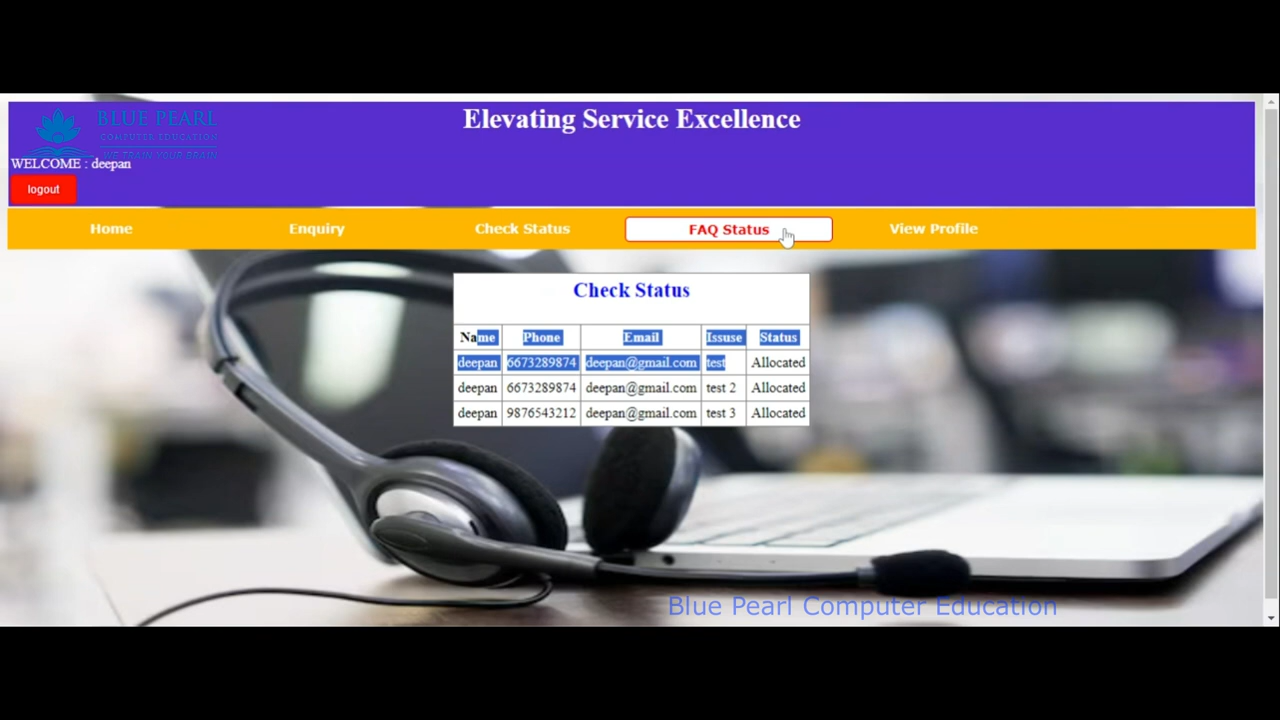 BLUE PEARL
COMPUTER EDUCATION
WE TRAIN YOUR BRAIN
Elevating Service Excellence
WELCOME : deepan
logout
Home Enquiry Check Status FAQ Status View Profile
Check Status
Name Phone Email Issuse Status
deepan 6673289874 deepan@gmail.com test Allocated
deepan 6673289874 deepan@gmail.com test 2 Allocated
deepan 9876543212 deepan@gmail.com test 3 Allocated
Blue Pearl Computer Education